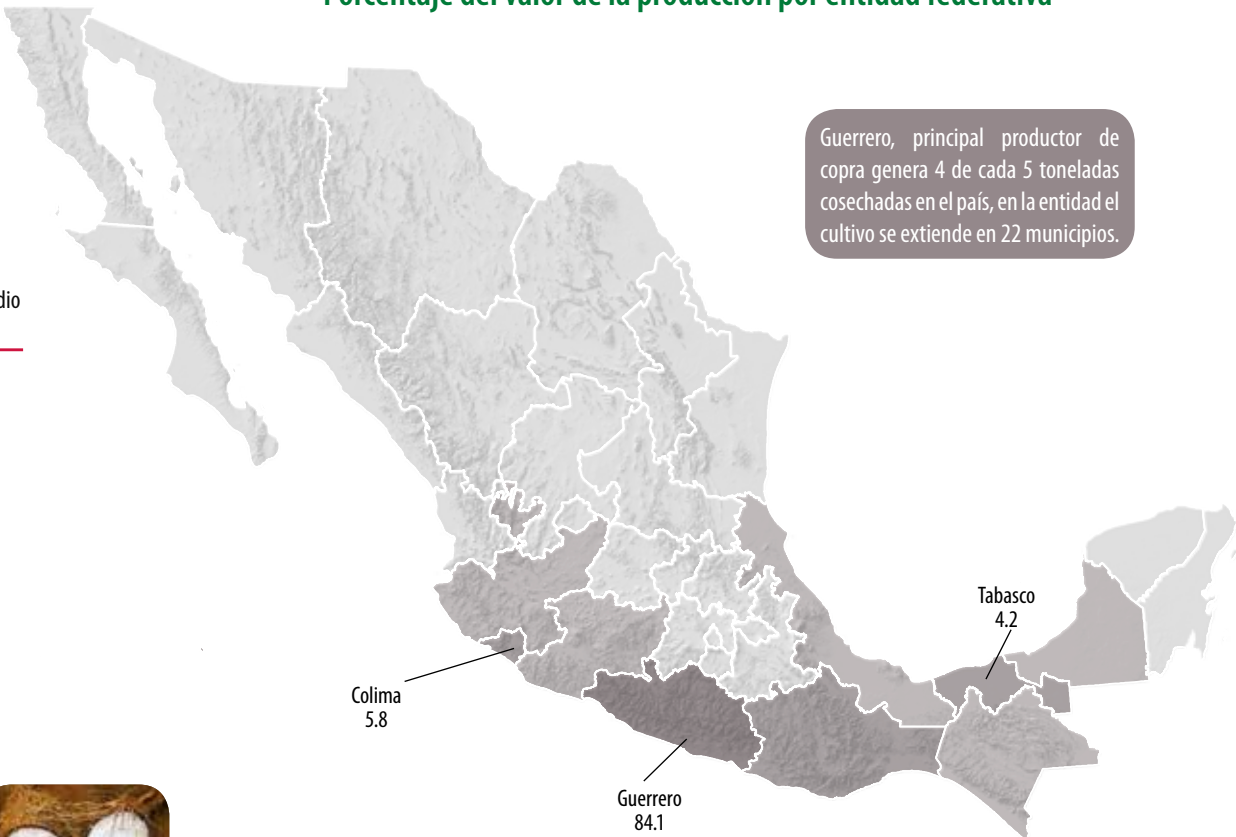 Porcentaje del valor de la producción por entidad federativa
Guerrero, principal productor de
copra genera 4 de cada 5 toneladas
cosechadas en el país, en la entidad el
cultivo se extiende en 22 municipios.
Tabasco
4.2
Colima
5.8
Guerrero
84.1